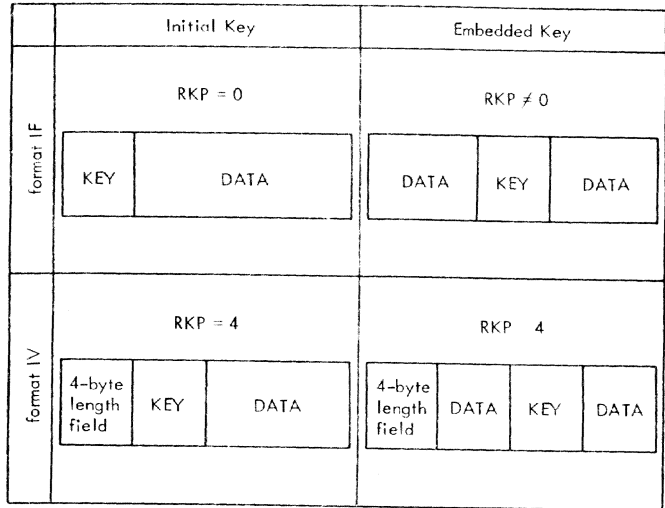 Initial Key
Embedded Key
format IF
RKP = 0
KEY
DATA
RKP ≠ 0
DATA
KEY
DATA
format IV
RKP = 4
4-byte
length
field
KEY
DATA
RKP 4
4-byte
length
field
DATA
KEY
DATA